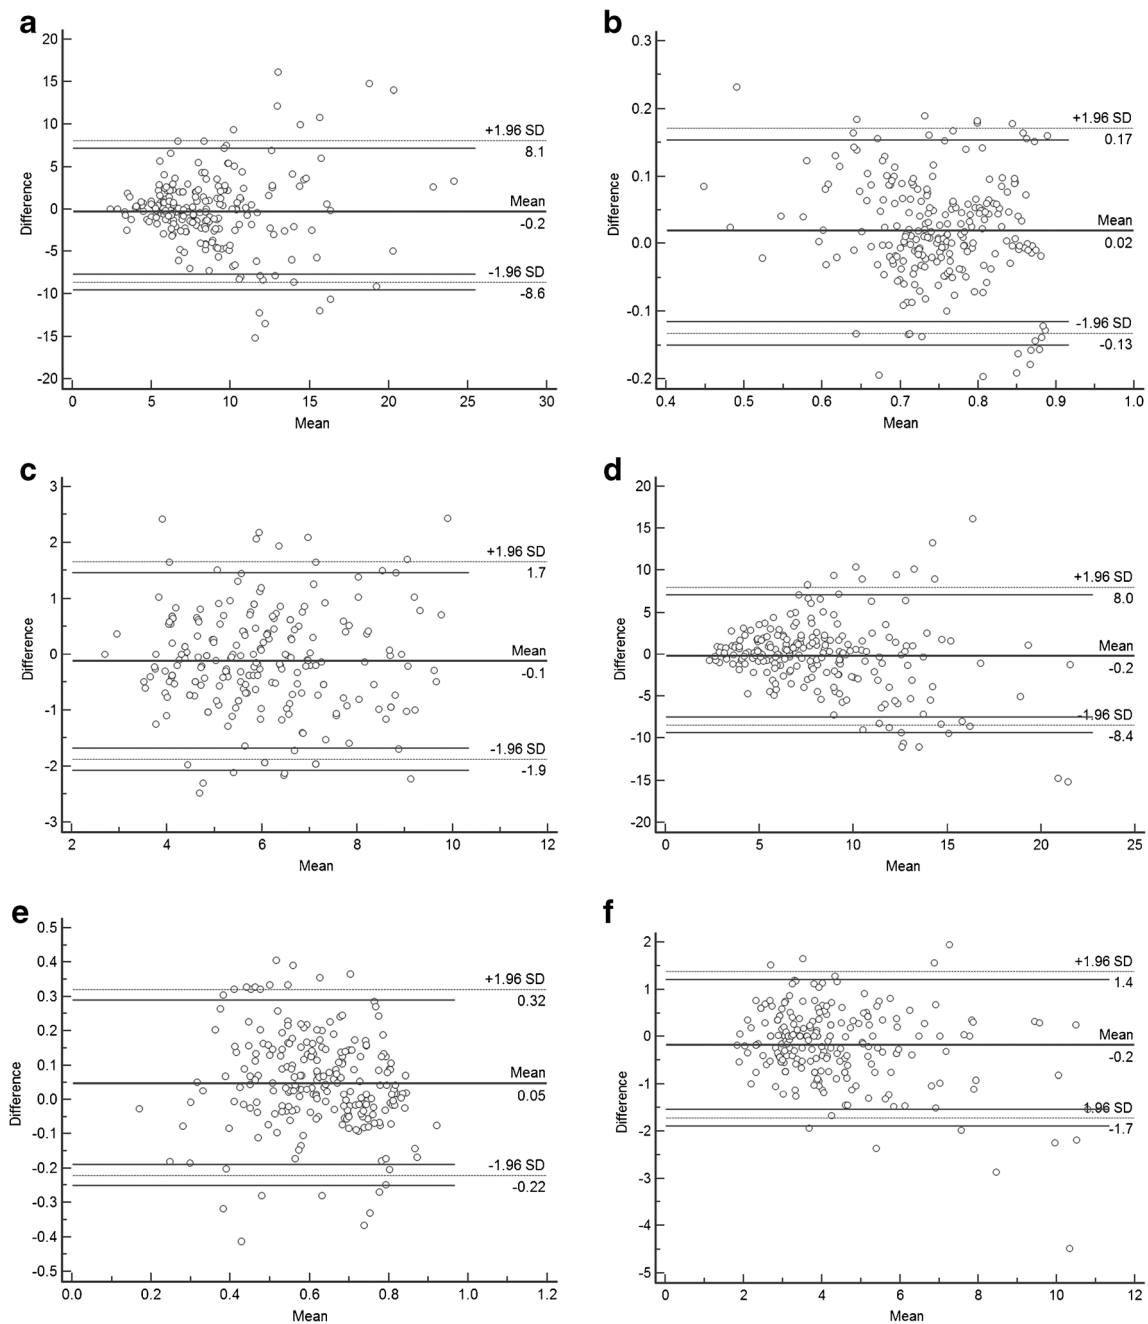 a
20
15
10
5
0
-5
-10
-15
-20
Difference
+1.96 SD
8.1
Mean
-0.2
-1.96 SD
-8.6
0 5 10 15 20 25 30
Mean
b
0.3
0.2
0.1
0.0
-0.1
-0.2
Difference
+1.96 SD
0.17
Mean
0.02
-1.96 SD
-0.13
0.4 0.5 0.6 0.7 0.8 0.9 1.0
Mean
c
3
2
1
0
-1
-2
-3
Difference
+1.96 SD
1.7
Mean
-0.1
-1.96 SD
-1.9
2 4 6 8 10 12
Mean
d
20
15
10
5
0
-5
-10
-15
-20
Difference
+1.96 SD
8.0
Mean
-0.2
-1.96 SD
-8.4
0 5 10 15 20 25
Mean
e
0.5
0.4
0.3
0.2
0.1
0.0
-0.1
-0.2
-0.3
-0.4
-0.5
Difference
+1.96 SD
0.32
Mean
0.05
-1.96 SD
-0.22
0.0 0.2 0.4 0.6 0.8 1.0 1.2
Mean
f
2
1
0
-1
-2
-3
-4
-5
Difference
+1.96 SD
1.4
Mean
-0.2
-1.96 SD
-1.7
0 2 4 6 8 10 12
Mean